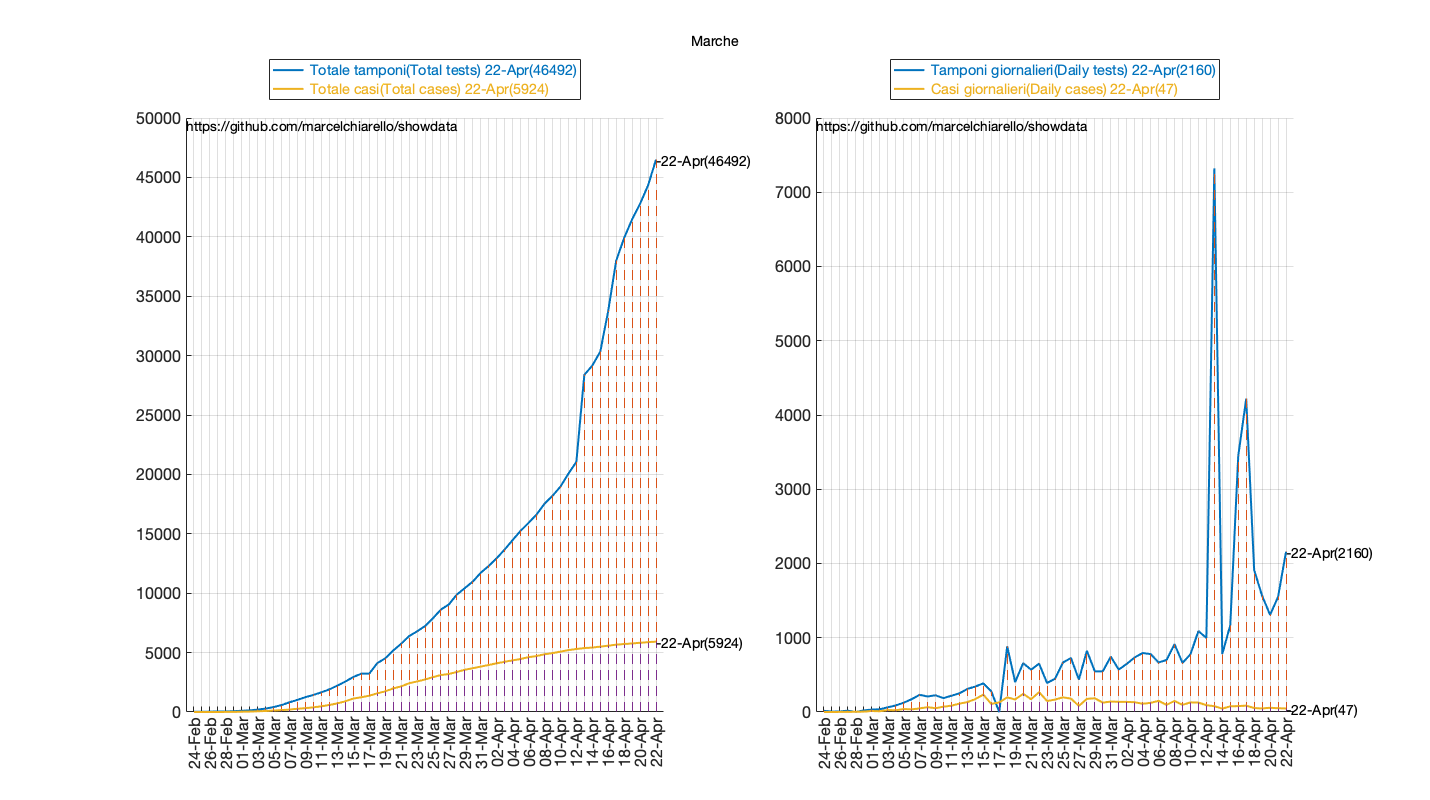 Marche
Totale tamponi(Total tests) 22-Apr(46492)
Totale casi(Total cases) 22-Apr(5924)
https://github.com/marcelchiarello/showdata
50000
45000
40000
35000
30000
25000
20000
15000
10000
5000
0
22-Apr(46492)
22-Apr(5924)
24-Feb
26-Feb
28-Feb
01-Mar
03-Mar
05-Mar
07-Mar
09-Mar
11-Mar
13-Mar
15-Mar
17-Mar
19-Mar
21-Mar
23-Mar
25-Mar
27-Mar
29-Mar
31-Mar
02-Apr
04-Apr
06-Apr
08-Apr
10-Apr
12-Apr
14-Apr
16-Apr
18-Apr
20-Apr
22-Apr
Tamponi giornalieri(Daily tests) 22-Apr(2160)
Casi giornalieri(Daily cases) 22-Apr(47)
https://github.com/marcelchiarello/showdata
8000
7000
6000
5000
4000
3000
2000
1000
0
22-Apr(2160)
22-Apr(47)
24-Feb
26-Feb
28-Feb
01-Mar
03-Mar
05-Mar
07-Mar
09-Mar
11-Mar
13-Mar
15-Mar
17-Mar
19-Mar
21-Mar
23-Mar
25-Mar
27-Mar
29-Mar
31-Mar
02-Apr
04-Apr
06-Apr
08-Apr
10-Apr
12-Apr
14-Apr
16-Apr
18-Apr
20-Apr
22-Apr